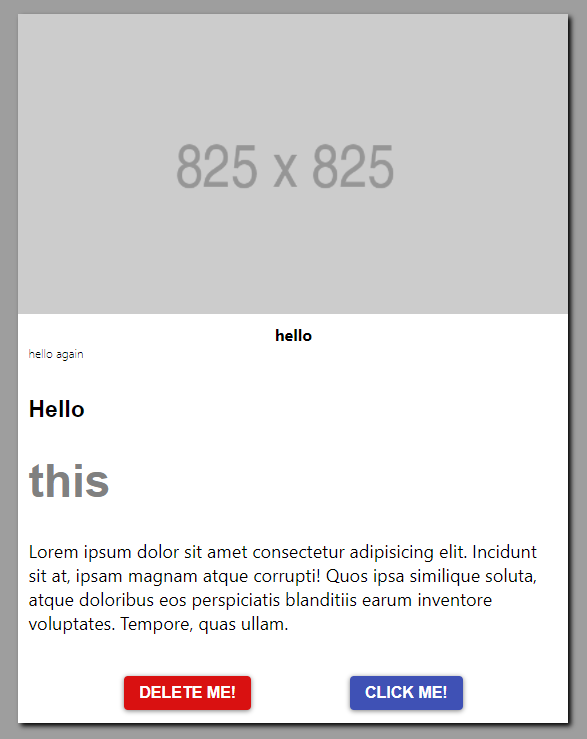 825 x 825
hello
hello again
Hello
this
Lorem ipsum dolor sit amet consectetur adipisicing elit. Incidunt
sit at, ipsam magnam atque corrupti! Quos ipsa similique soluta,
atque doloribus eos perspiciatis blanditiis earum inventore
voluptates. Tempore, quas ullam.
DELETE ME! CLICK ME!